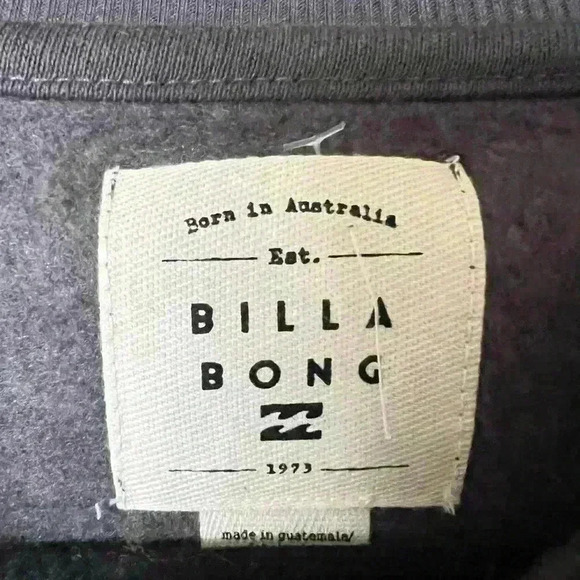 Born in Australia
Est.
BILLA
BONG
1973
made in guatemala/